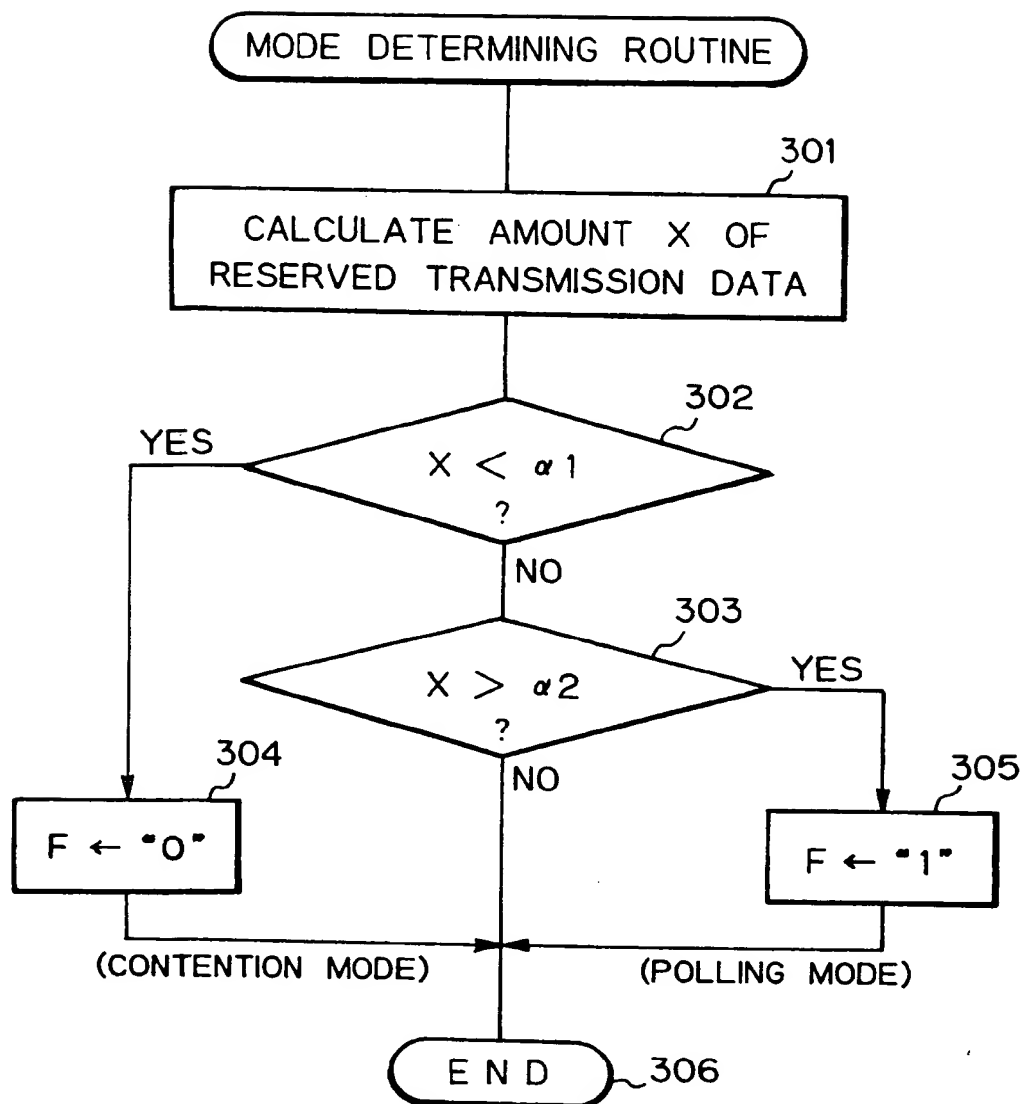 MODE DETERMINING ROUTINE
301
CALCULATE AMOUNT X OF
RESERVED TRANSMISSION DATA
302
YES
X < α1
?
NO
303
YES
X > α2
?
NO
304
F ← "0"
305
F ← "1"
(CONTENTION MODE)
(POLLING MODE)
END
306